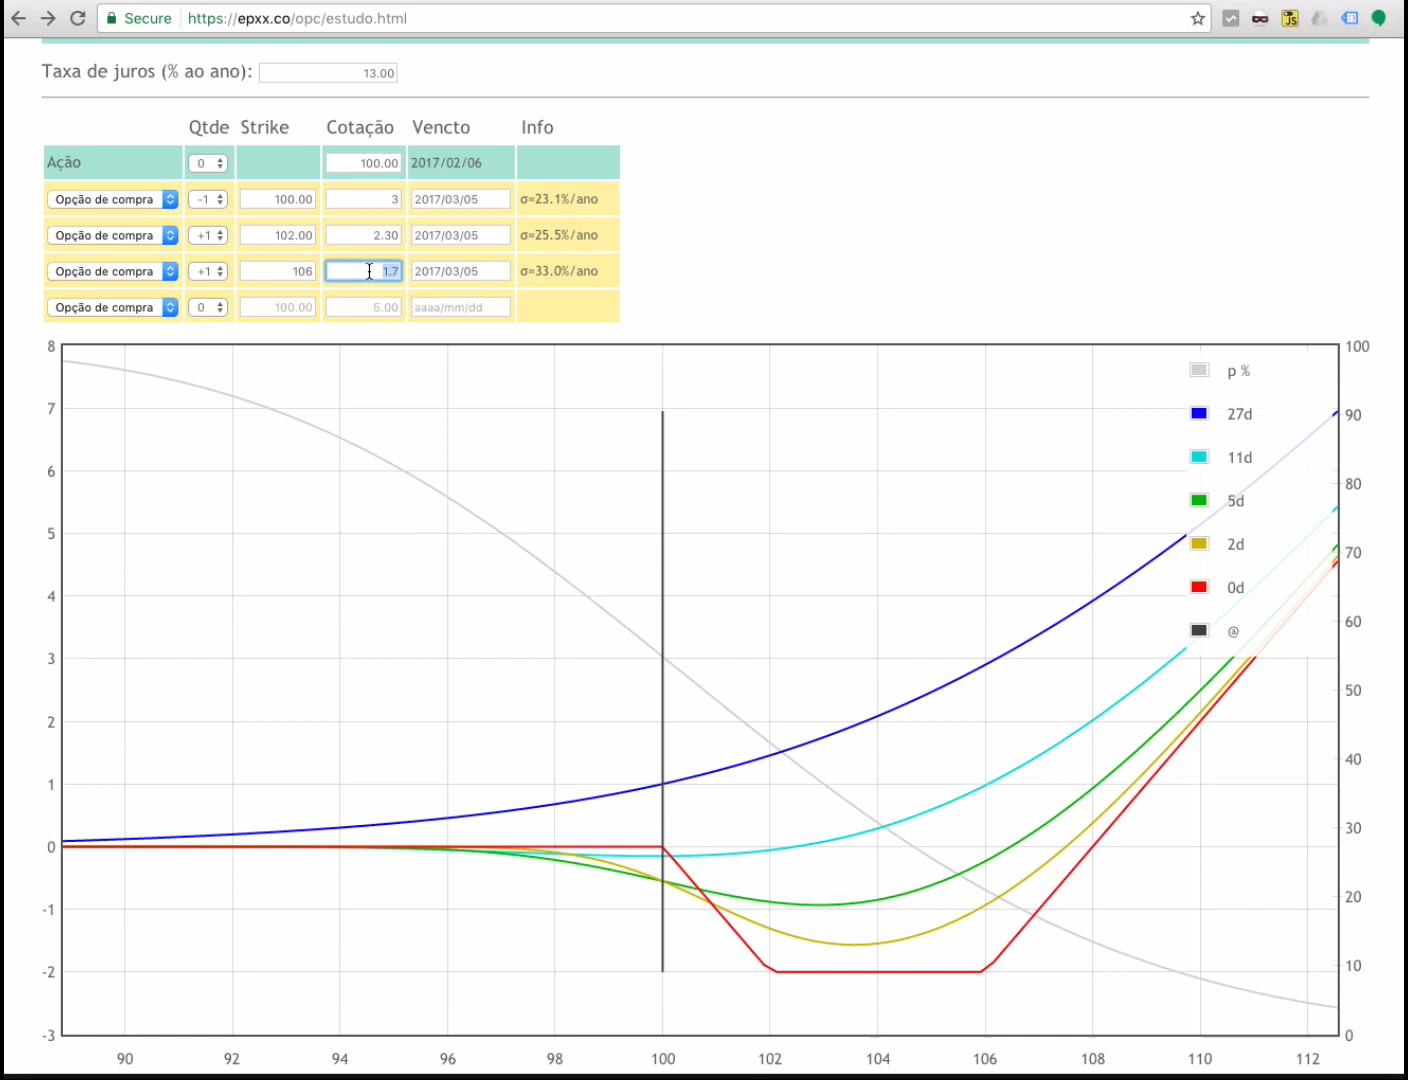 Secure https://epxx.co/opc/estudo.html
Taxa de juros (% ao ano): 13.00
Qtde Strike Cotação Vencto Info
Ação 0 100.00 2017/02/06
Opção de compra -1 100.00 3 2017/03/05 σ=23.1%/ano
Opção de compra +1 102.00 2.30 2017/03/05 σ=25.5%/ano
Opção de compra +1 106 1.7 2017/03/05 σ=33.0%/ano
Opção de compra 0 100.00 5.00 aaaa/mm/dd
8 100
p %
7 27d 90
6 11d
80
5 5d
2d 70
4 0d
60
3 @
50
2
1 40
0 30
-1 20
-2 10
-3 0
90 92 94 96 98 100 102 104 106 108 110 112